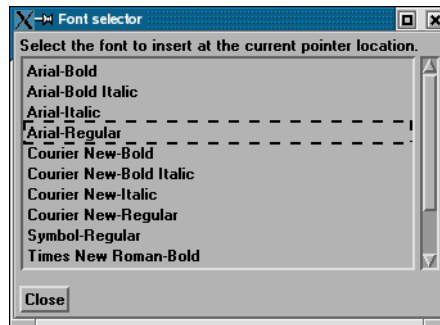 Font selector
Select the font to insert at the current pointer location.
Arial-Bold
Arial-Bold Italic
Arial-Italic
Arial-Regular
Courier New-Bold
Courier New-Bold Italic
Courier New-Italic
Courier New-Regular
Symbol-Regular
Times New Roman-Bold
Close